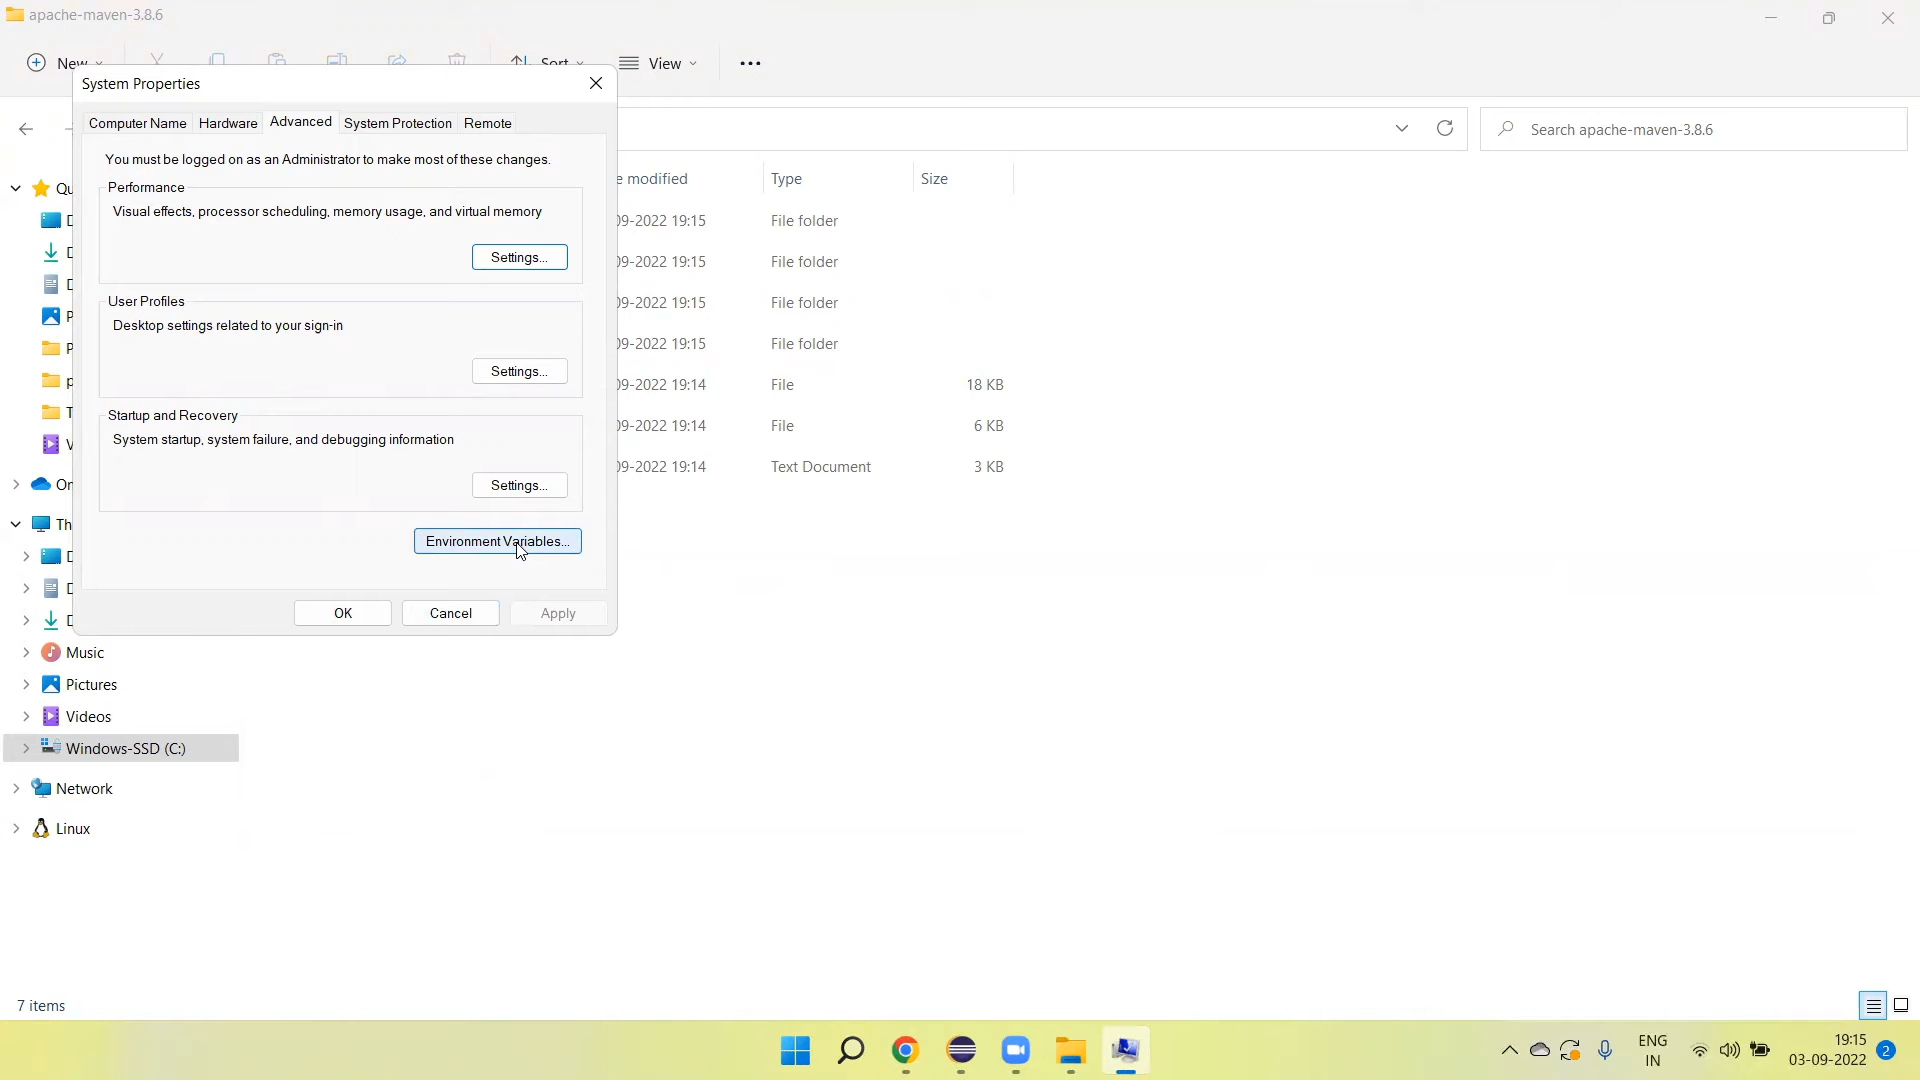 apache-maven-3.8.6
New
Sort
View
System Properties
Computer Name
Hardware
Advanced
System Protection
Remote
Search apache-maven-3.8.6
You must be logged on as an Administrator to make most of these changes.
Performance
Visual effects, processor scheduling, memory usage, and virtual memory
Settings...
User Profiles
Desktop settings related to your sign-in
Settings...
Startup and Recovery
System startup, system failure, and debugging information
Settings...
Environment Variables...
OK
Cancel
Apply
e modified
Type
Size
09-2022 19:15
File folder
09-2022 19:15
File folder
09-2022 19:15
File folder
09-2022 19:15
File folder
09-2022 19:14
File
18 KB
09-2022 19:14
File
6 KB
09-2022 19:14
Text Document
3 KB
Qu
D
D
D
P
P
p
T
V
On
Th
D
D
D
Music
Pictures
Videos
Windows-SSD (C:)
Network
Linux
7 items
ENG
IN
19:15
03-09-2022
2